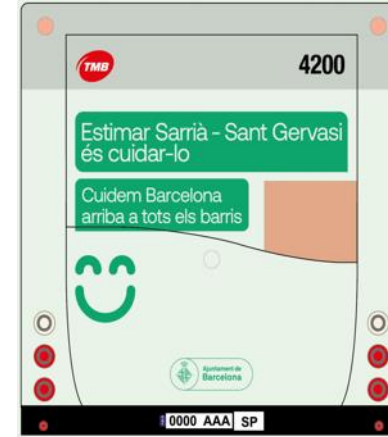 TMB
4200
Estimar Sarrià - Sant Gervasi
és cuidar-lo
Cuidem Barcelona
arriba a tots els barris
Ajuntament de
Barcelona
0000 AAA SP